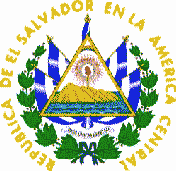 REPUBLICA DE EL SALVADOR EN LA AMERICA CENTRAL